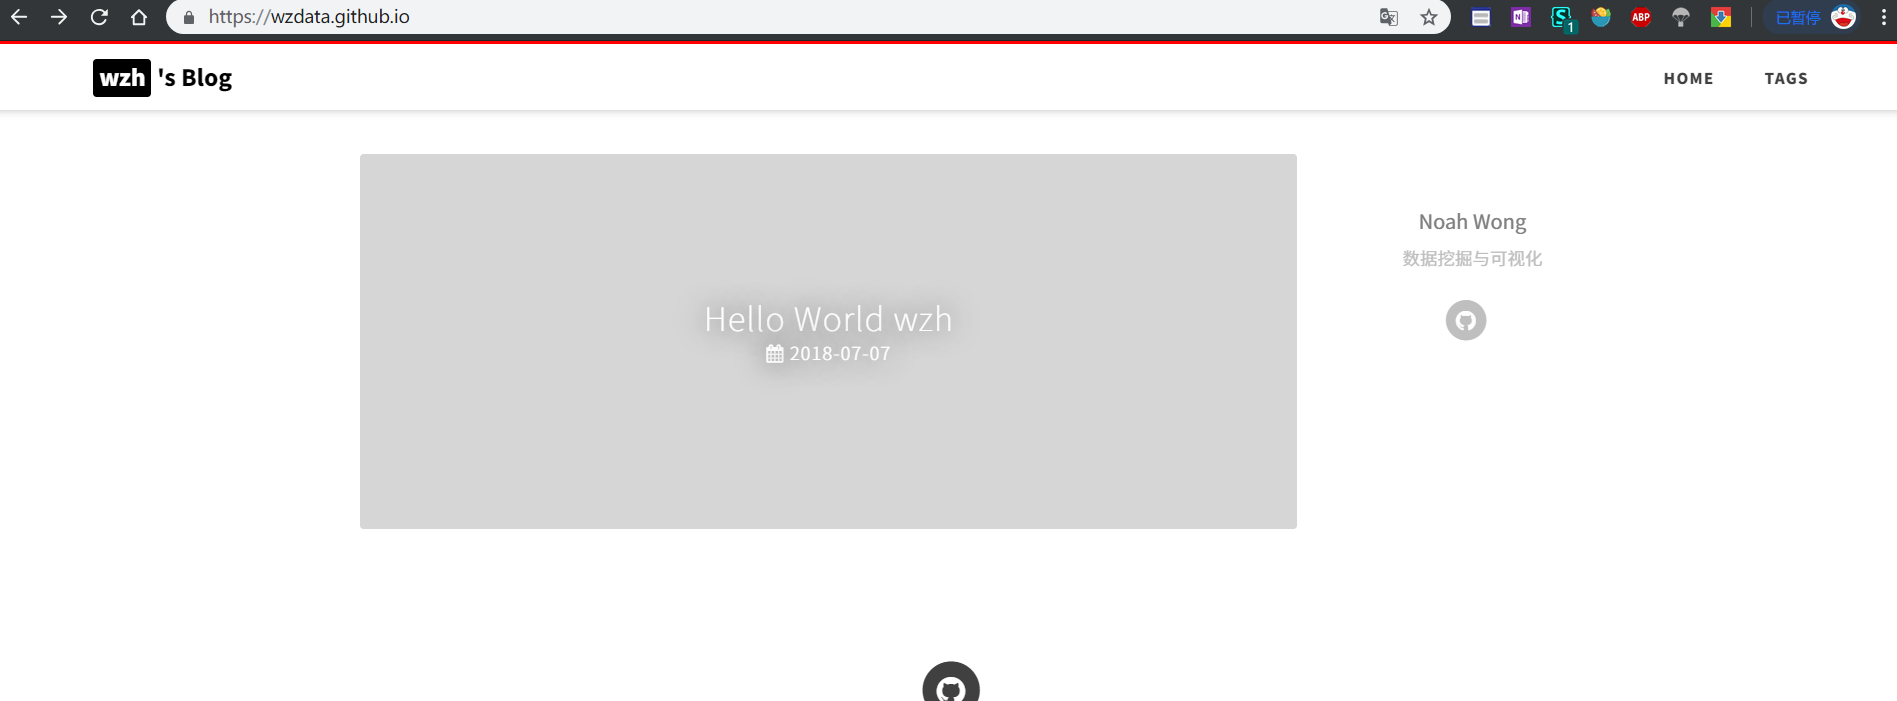 https://wzdata.github.io
1
ABP
已暂停
wzh 's Blog
HOME
TAGS
Hello World wzh
2018-07-07
Noah Wong
数据挖掘与可视化